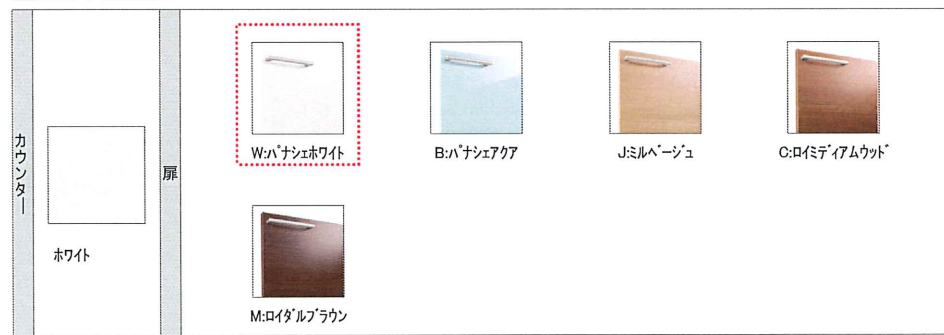 カウンター
ホワイト
扉
W:パナシェホワイト
B:パナシェアクア
J:ミルベージュ
C:ロイミディアムウッド
M:ロイダルブラウン